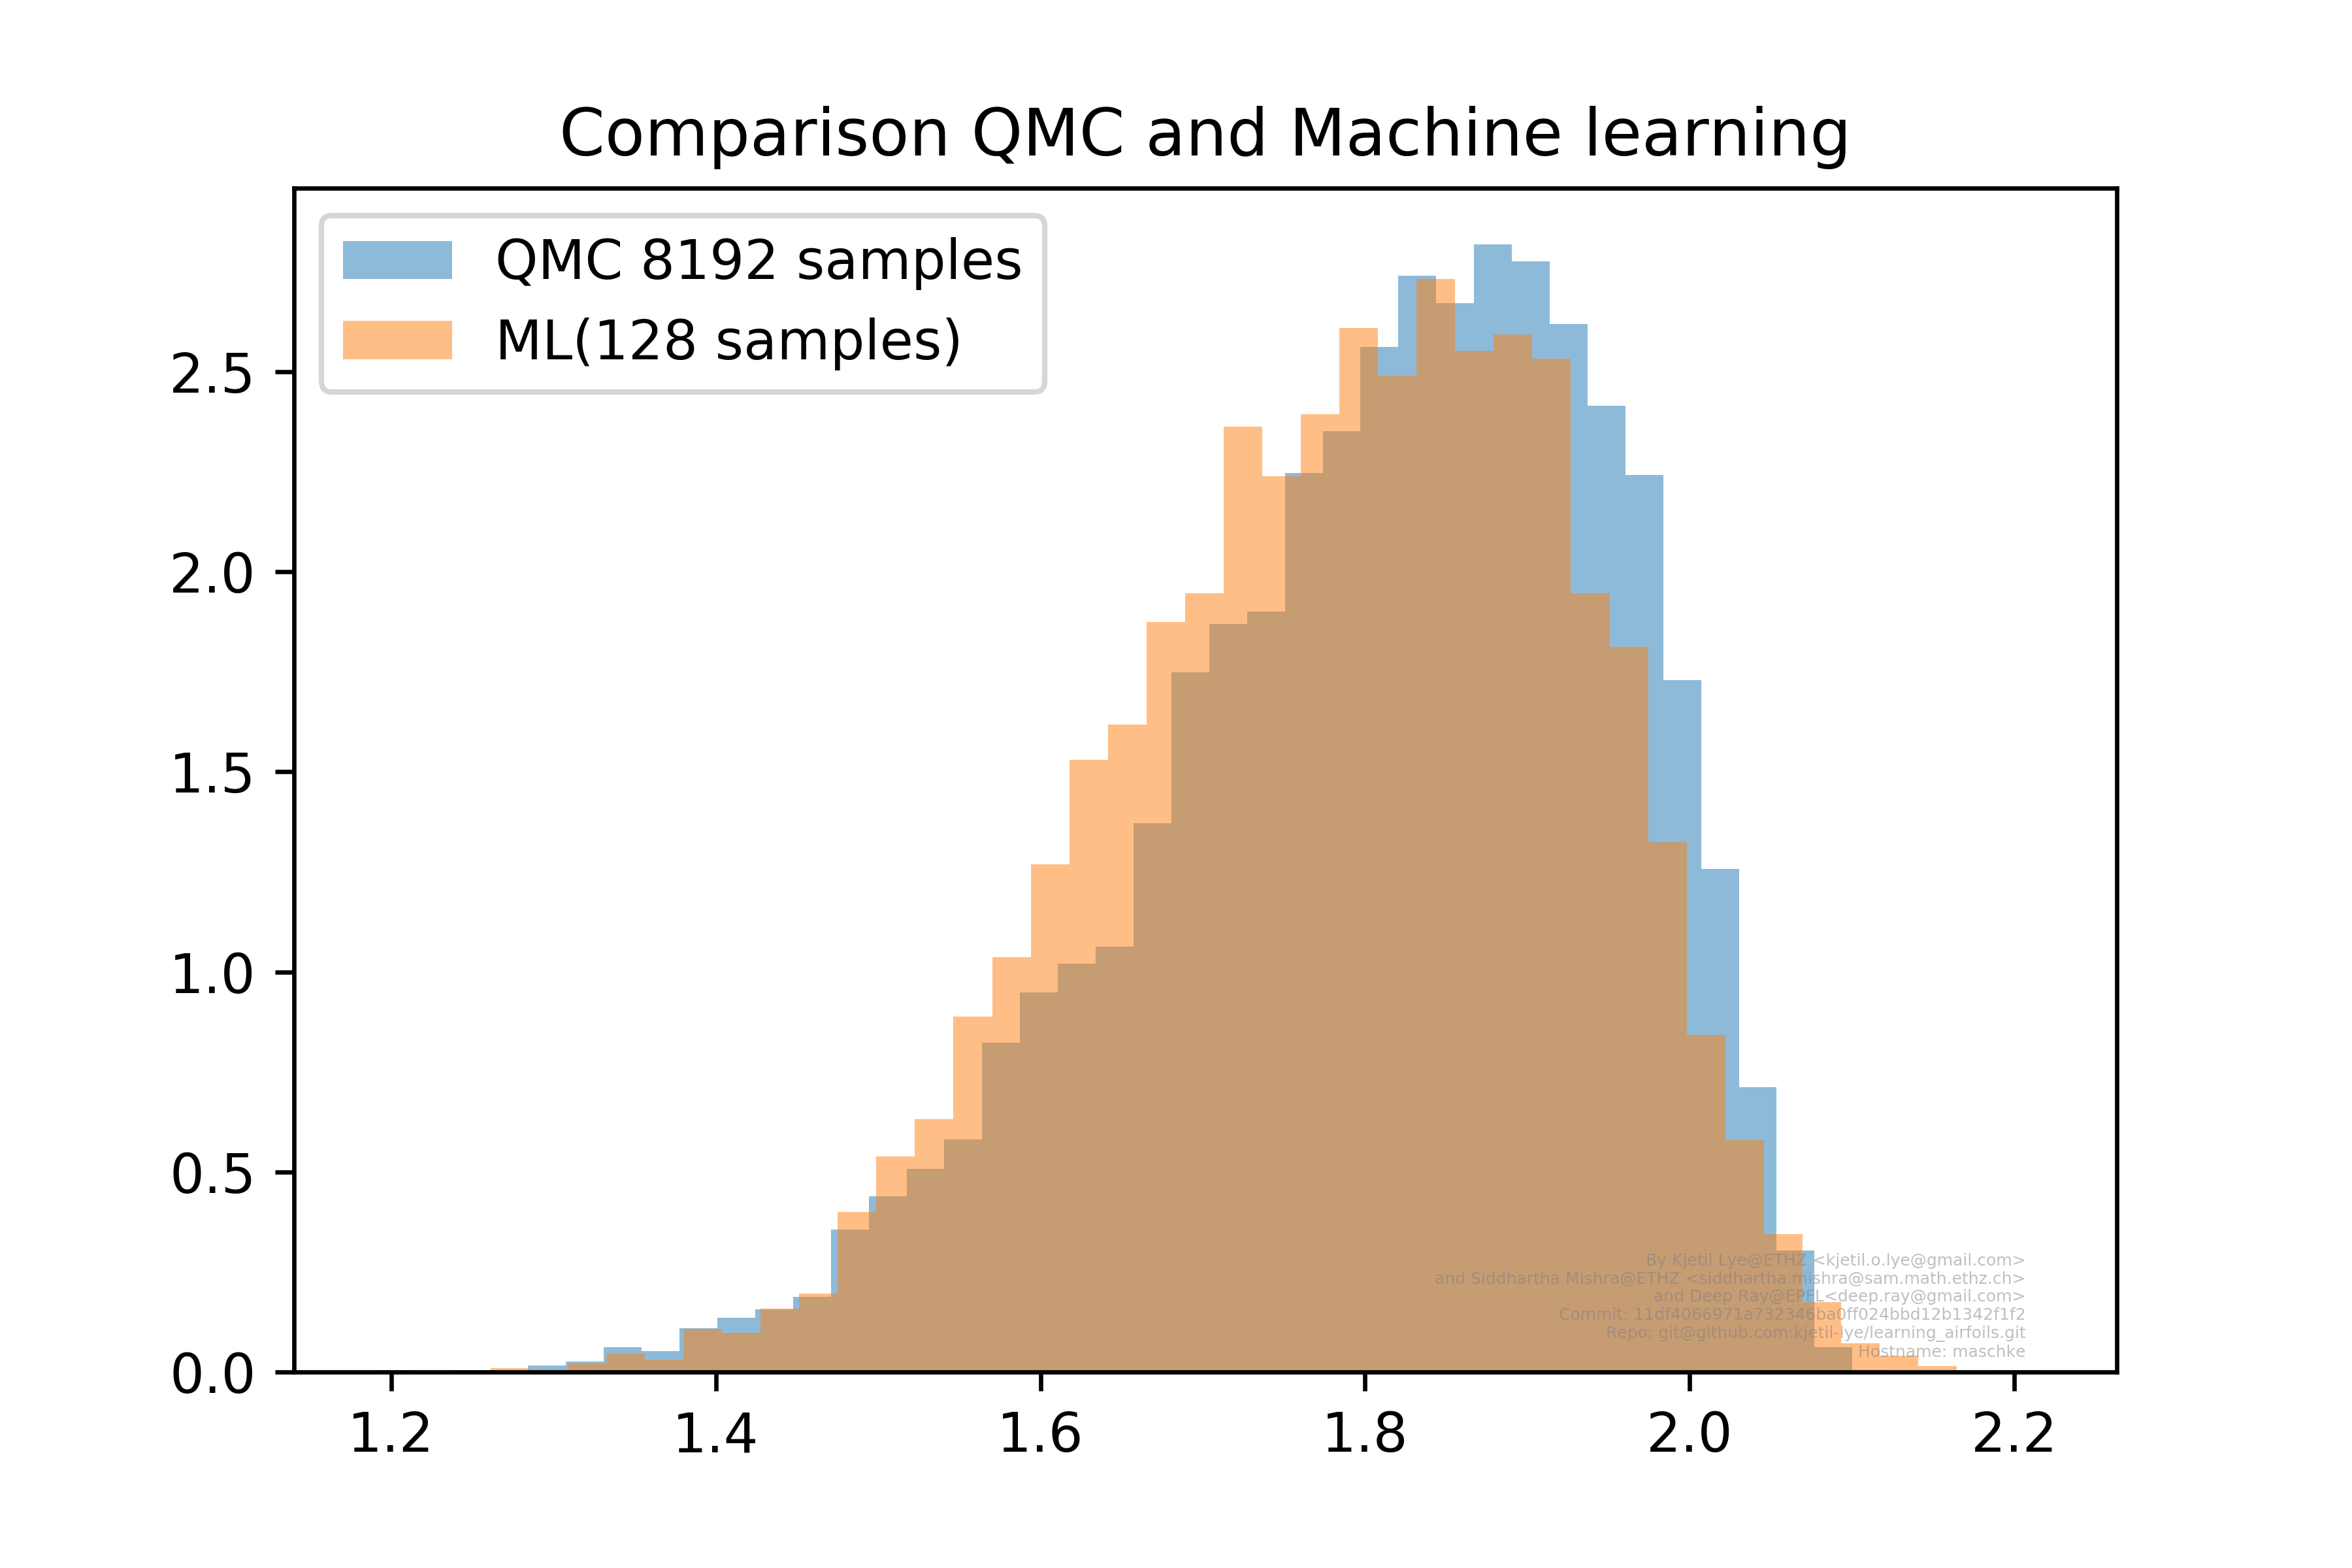 Comparison QMC and Machine learning
QMC 8192 samples
ML(128 samples)
2.5
2.0
1.5
1.0
0.5
0.0
1.2 1.4 1.6 1.8 2.0 2.2
By Kjetil Lye@ETHZ <kjetil.o.lye@gmail.com>
and Siddhartha Mishra@ETHZ <siddhartha.mishra@sam.math.ethz.ch>
and Deep Ray@EPFL<deep.ray@gmail.com>
Commit: 11df4066971a732346ba0ff024bbd12b1342f1f2
Repo: git@github.com:kjetil-lye/learning_airfoils.git
Hostname: maschke